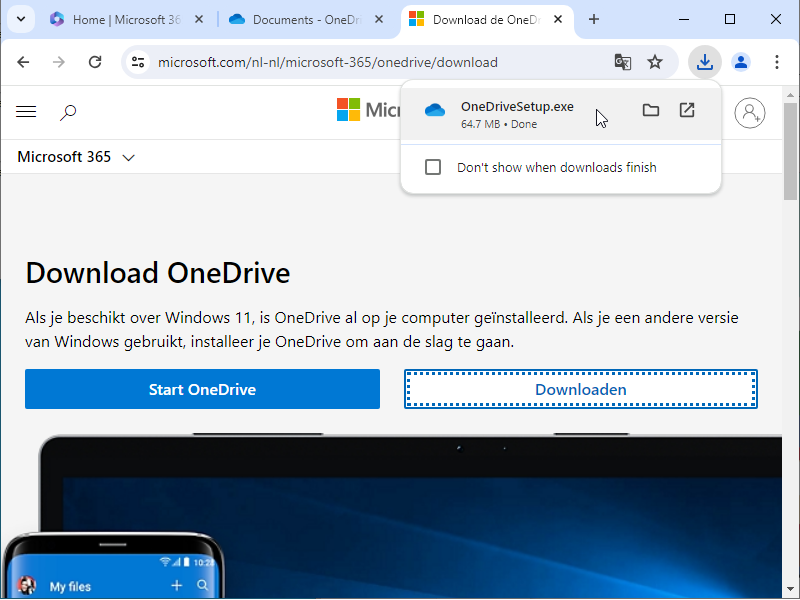 Home | Microsoft 36
Documents - OneDri
Download de OneD
microsoft.com/nl-nl/microsoft-365/onedrive/download
OneDriveSetup.exe
64.7 MB • Done
Don't show when downloads finish
Mic
Microsoft 365
Download OneDrive
Als je beschikt over Windows 11, is OneDrive al op je computer geïnstalleerd. Als je een andere versie
van Windows gebruikt, installeer je OneDrive om aan de slag te gaan.
Start OneDrive
Downloaden
10:28
My files